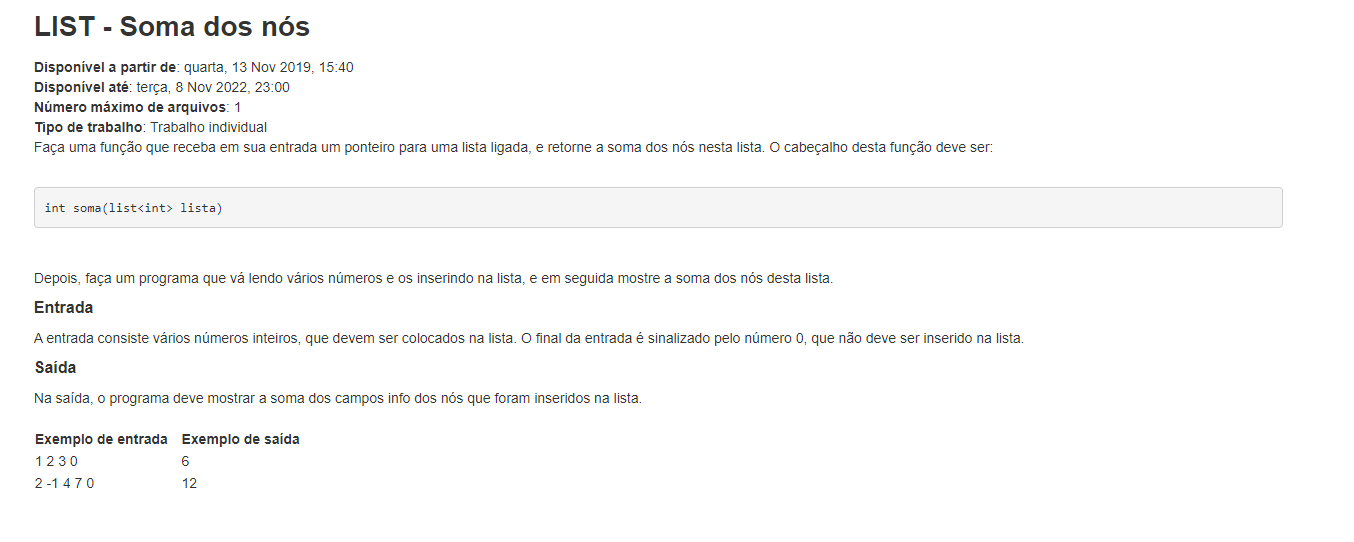 LIST - Soma dos nós
Disponível a partir de: quarta, 13 Nov 2019, 15:40
Disponível até: terça, 8 Nov 2022, 23:00
Número máximo de arquivos: 1
Tipo de trabalho: Trabalho individual
Faça uma função que receba em sua entrada um ponteiro para uma lista ligada, e retorne a soma dos nós nesta lista. O cabeçalho desta função deve ser:
int soma(list<int> lista)
Depois, faça um programa que vá lendo vários números e os inserindo na lista, e em seguida mostre a soma dos nós desta lista.
Entrada
A entrada consiste vários números inteiros, que devem ser colocados na lista. O final da entrada é sinalizado pelo número 0, que não deve ser inserido na lista.
Saída
Na saída, o programa deve mostrar a soma dos campos info dos nós que foram inseridos na lista.
Exemplo de entrada Exemplo de saída
1 2 3 0 6
2 -1 4 7 0 12